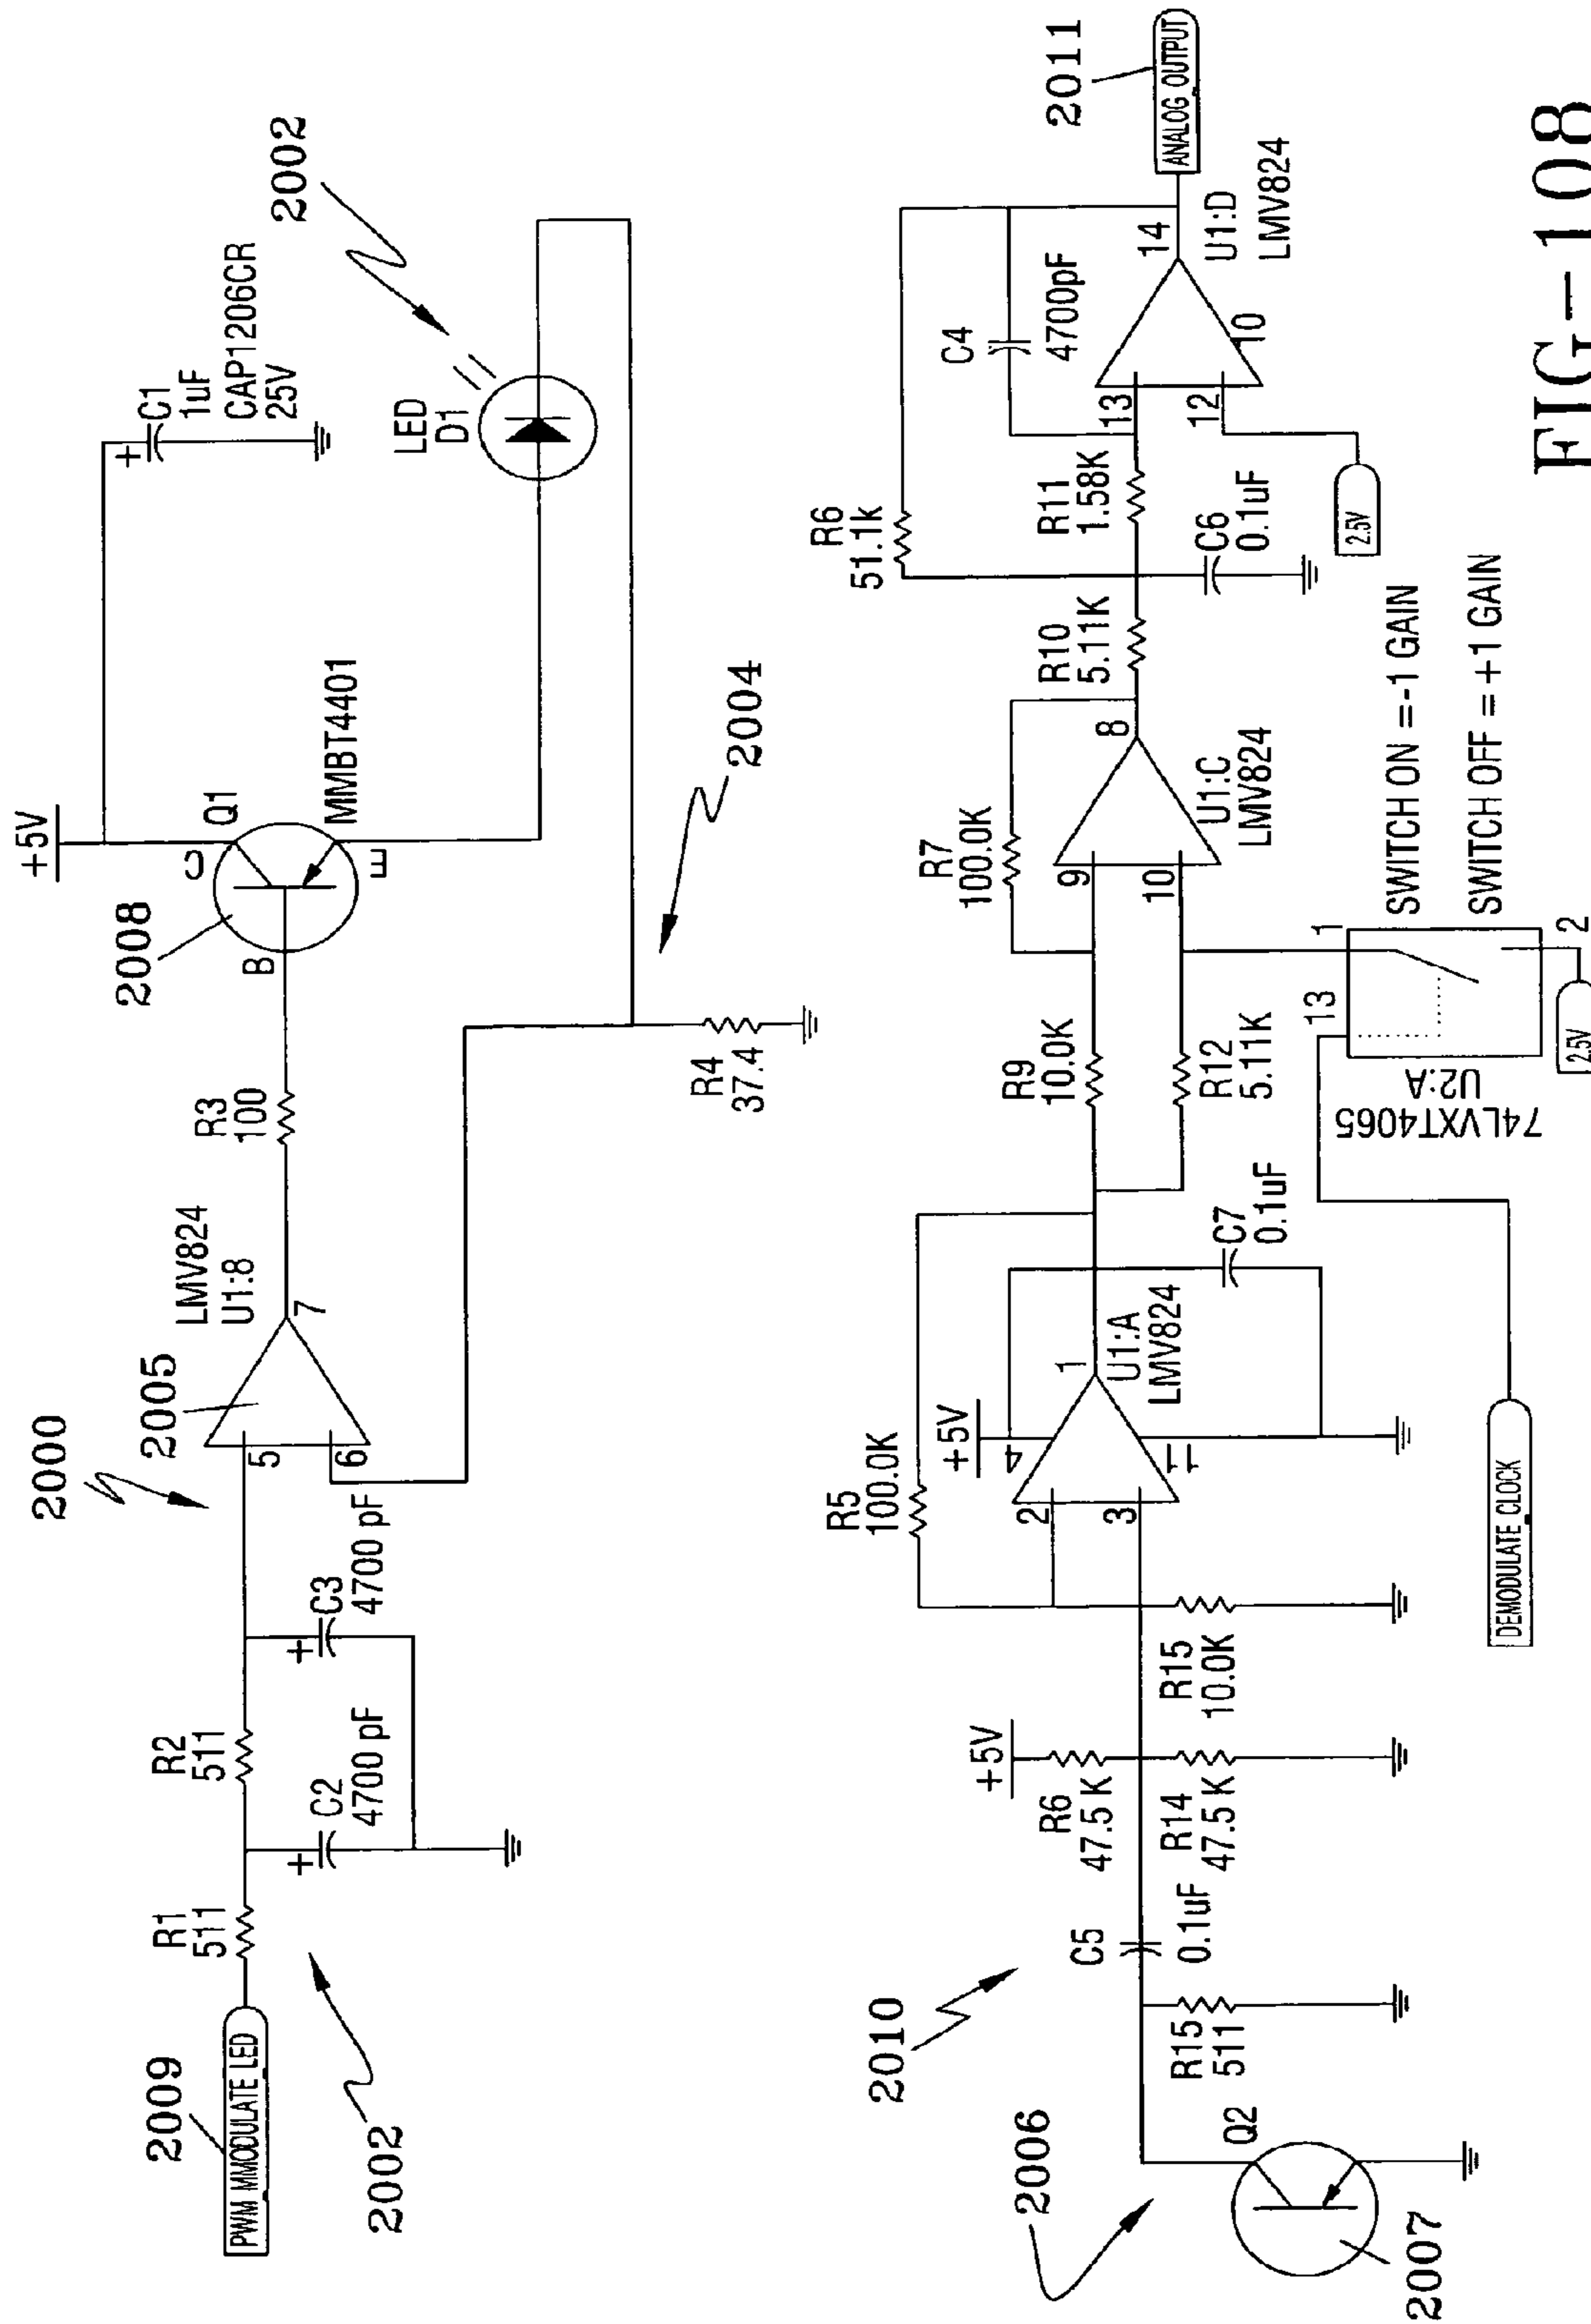 2000
2009
PWM MMODULATE LED
R1
511
2002
R2
511
C2
4700 pF
C3
4700 pF
2005
LMV824
U1:8
5
6
7
R3
100
2008
B
C
E
Q1
MMBT4401
+5V
+
+
+
C1
1uF
CAP1206CR
25V
2002
LED
D1
2004
R4
37.4
2006
2007
Q2
R15
511
2010
C5
0.1uF
+5V
R6
47.5 K
R14
47.5 K
R15
10.0K
R5
100.0K
+5V
2
3
4
11
1
U1:A
LMV824
C7
0.1uF
R9
10.0K
R12
5.11K
R7
100.0K
9
10
8
U1:C
LMV824
R10
5.11K
R6
51.1k
R11
1.58K
C6
0.1uF
C4
4700pF
13
12
14
10
U1:D
LMV824
2.5V
2011
ANALOG OUTPUT
DEMODULATE CLOCK
13
1
2
74LVXT4065
U2:A
2.5V
SWITCH ON =-1 GAIN
SWITCH OFF = +1 GAIN
FIG-108